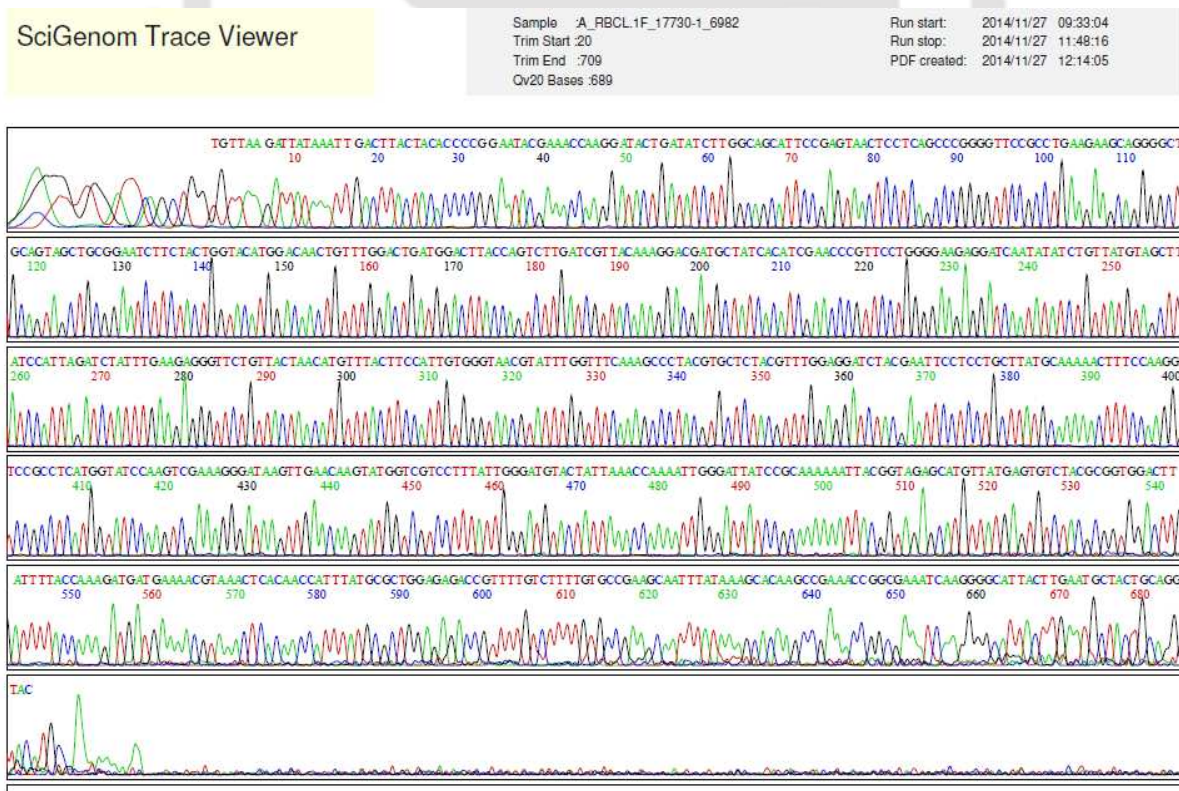 SciGenom Trace Viewer
Sample :A_RBCL.1F_17730-1_6982
Trim Start :20
Trim End :709
Qv20 Bases :689
Run start: 2014/11/27 09:33:04
Run stop: 2014/11/27 11:48:16
PDF created: 2014/11/27 12:14:05
TGTTAA GATTATAAATT GACTTACTACACCCCGGAATACGAAACCAAGGATACTGATATCTTGGCAGCATTCCGAGTAACTCCTCAGCCCGGGGTTCCGCCTGAAGAAGCAGGGGCT
10 20 30 40 50 60 70 80 90 100 110
GCAGTAGCTGCGGAATCTTCTACTGGTACATGGACAACTGTTTGGACTGATGGACTTACCAGTCTTGATCGTTACAAAGGACGATGCTATCACATCGAACCCGTTCCTGGGGAAGAGGATCAATATATCTGTTATGTAGCTT
120 130 140 150 160 170 180 190 200 210 220 230 240 250
ATCCATTAGATCTATTTGAAGAGGGTTCTGTTACTAACATGTTTACTTCCATTGTGGGTAACGTATTTGGTTTCAAAGCCCTACGTGCTCTACGTTTGGAGGATCTACGAATTCCTCCTGCTTATGCAAAAACTTTCCAAGG
260 270 280 290 300 310 320 330 340 350 360 370 380 390 400
TCCGCCTCATGGTATCCAAGTCGAAAGGGATAAGTTGAACAAGTATGGTCGTCCTTTATTGGGATGTACTATTAAACCAAAATTGGGATTATCCGCAAAAAATTACGGTAGAGCATGTTATGAGTGTCTACGCGGTGGACTT
410 420 430 440 450 460 470 480 490 500 510 520 530 540
ATTTTACCAAAGATGATGAAAACGTAAACTCACAACCATTTATGCGCTGGAGAGACCGTTTTGTCTTTTGTGCCGAAGCAATTTATAAAGCACAAGCCGAAACCGGCGAAATCAAGGGGCATTACTTGAATGCTACTGCAGG
550 560 570 580 590 600 610 620 630 640 650 660 670 680
TAC